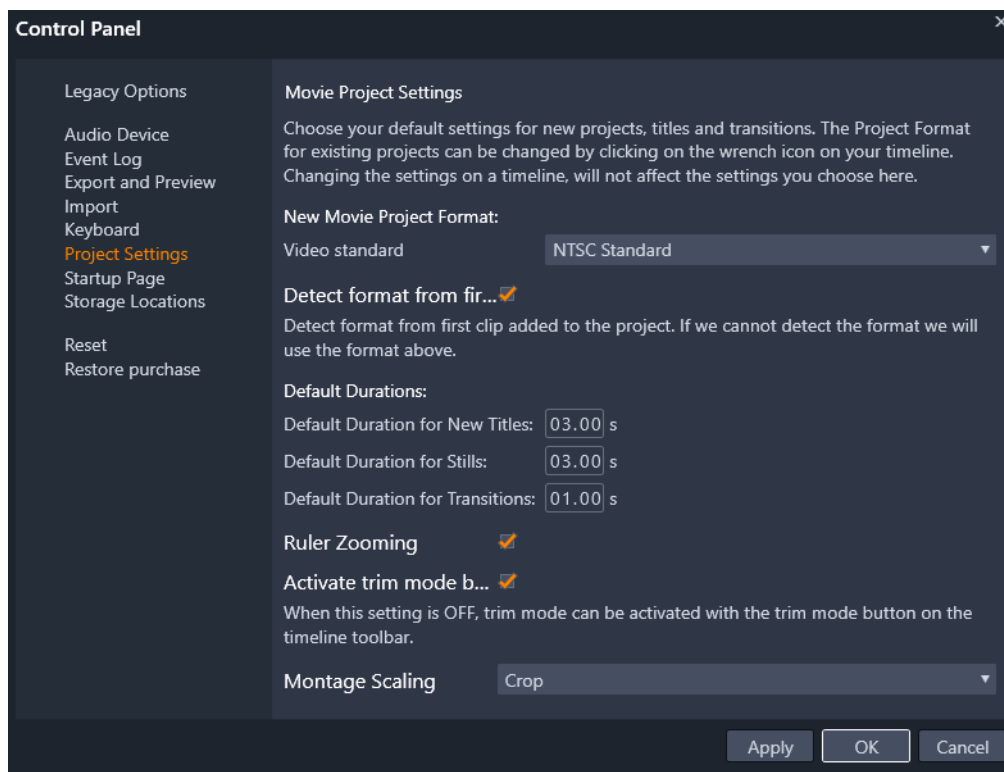 Control Panel
Legacy Options
Audio Device
Event Log
Export and Preview
Import
Keyboard
Project Settings
Startup Page
Storage Locations
Reset
Restore purchase
Movie Project Settings
Choose your default settings for new projects, titles and transitions. The Project Format
for existing projects can be changed by clicking on the wrench icon on your timeline.
Changing the settings on a timeline, will not affect the settings you choose here.
New Movie Project Format:
Video standard NTSC Standard
Detect format from fir...
Detect format from first clip added to the project. If we cannot detect the format we will
use the format above.
Default Durations:
Default Duration for New Titles: 03.00 s
Default Duration for Stills: 03.00 s
Default Duration for Transitions: 01.00 s
Ruler Zooming
Activate trim mode b...
When this setting is OFF, trim mode can be activated with the trim mode button on the
timeline toolbar.
Montage Scaling Crop
Apply OK Cancel